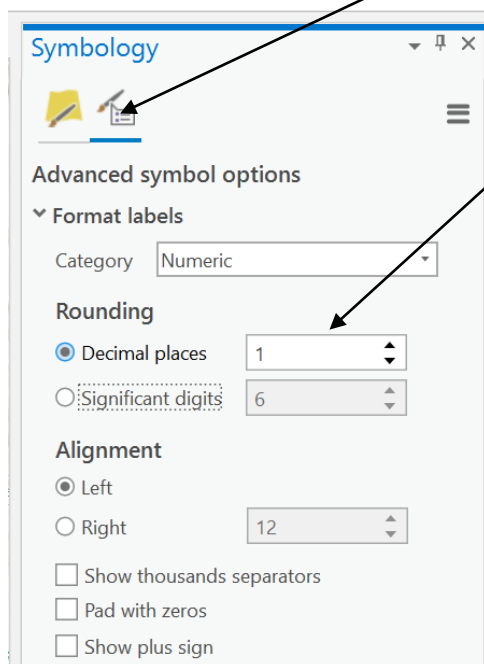 Symbology
Advanced symbol options
Format labels
Category Numeric
Rounding
Decimal places 1
Significant digits 6
Alignment
Left
Right 12
Show thousands separators
Pad with zeros
Show plus sign